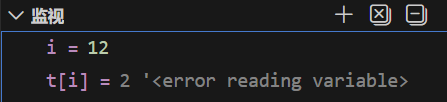 监视
i = 12
t[i] = 2 '<error reading variable>